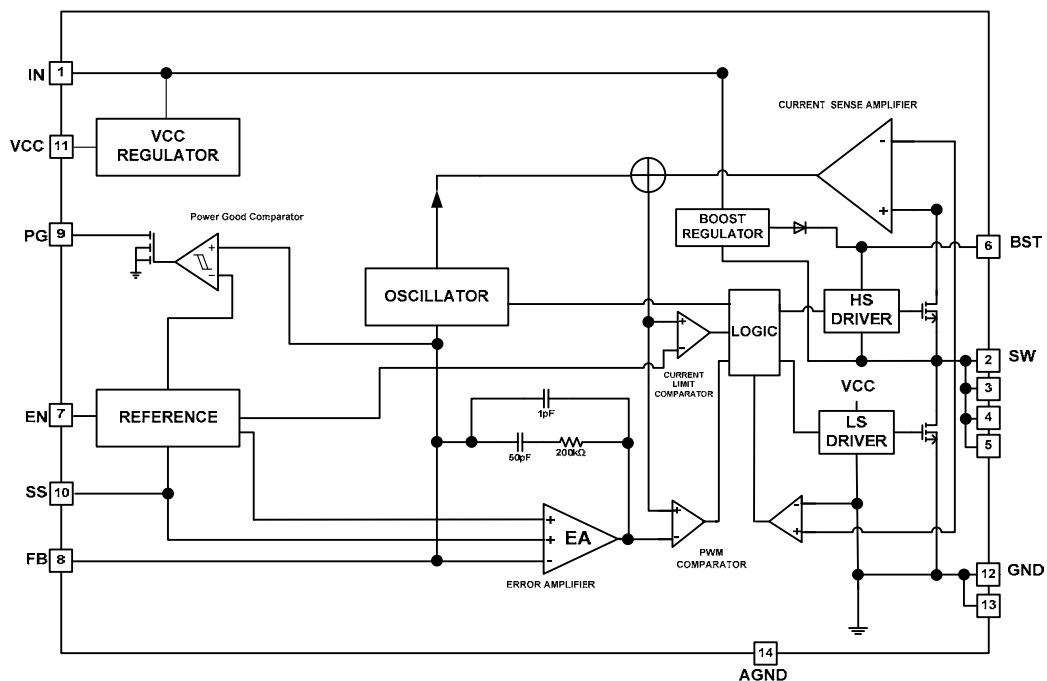 IN
1
VCC
11
VCC
REGULATOR
CURRENT SENSE AMPLIFIER
-
+
PG
9
Power Good Comparator
+
-
BOOST
REGULATOR
6
BST
OSCILLATOR
LOGIC
HS
DRIVER
+
-
CURRENT
LIMIT
COMPARATOR
2
SW
3
4
5
VCC
LS
DRIVER
EN
7
REFERENCE
1pF
50pF
200kΩ
SS
10
+
+
-
EA
ERROR AMPLIFIER
+
-
PWM
COMPARATOR
-
+
FB
8
12
GND
13
14
AGND